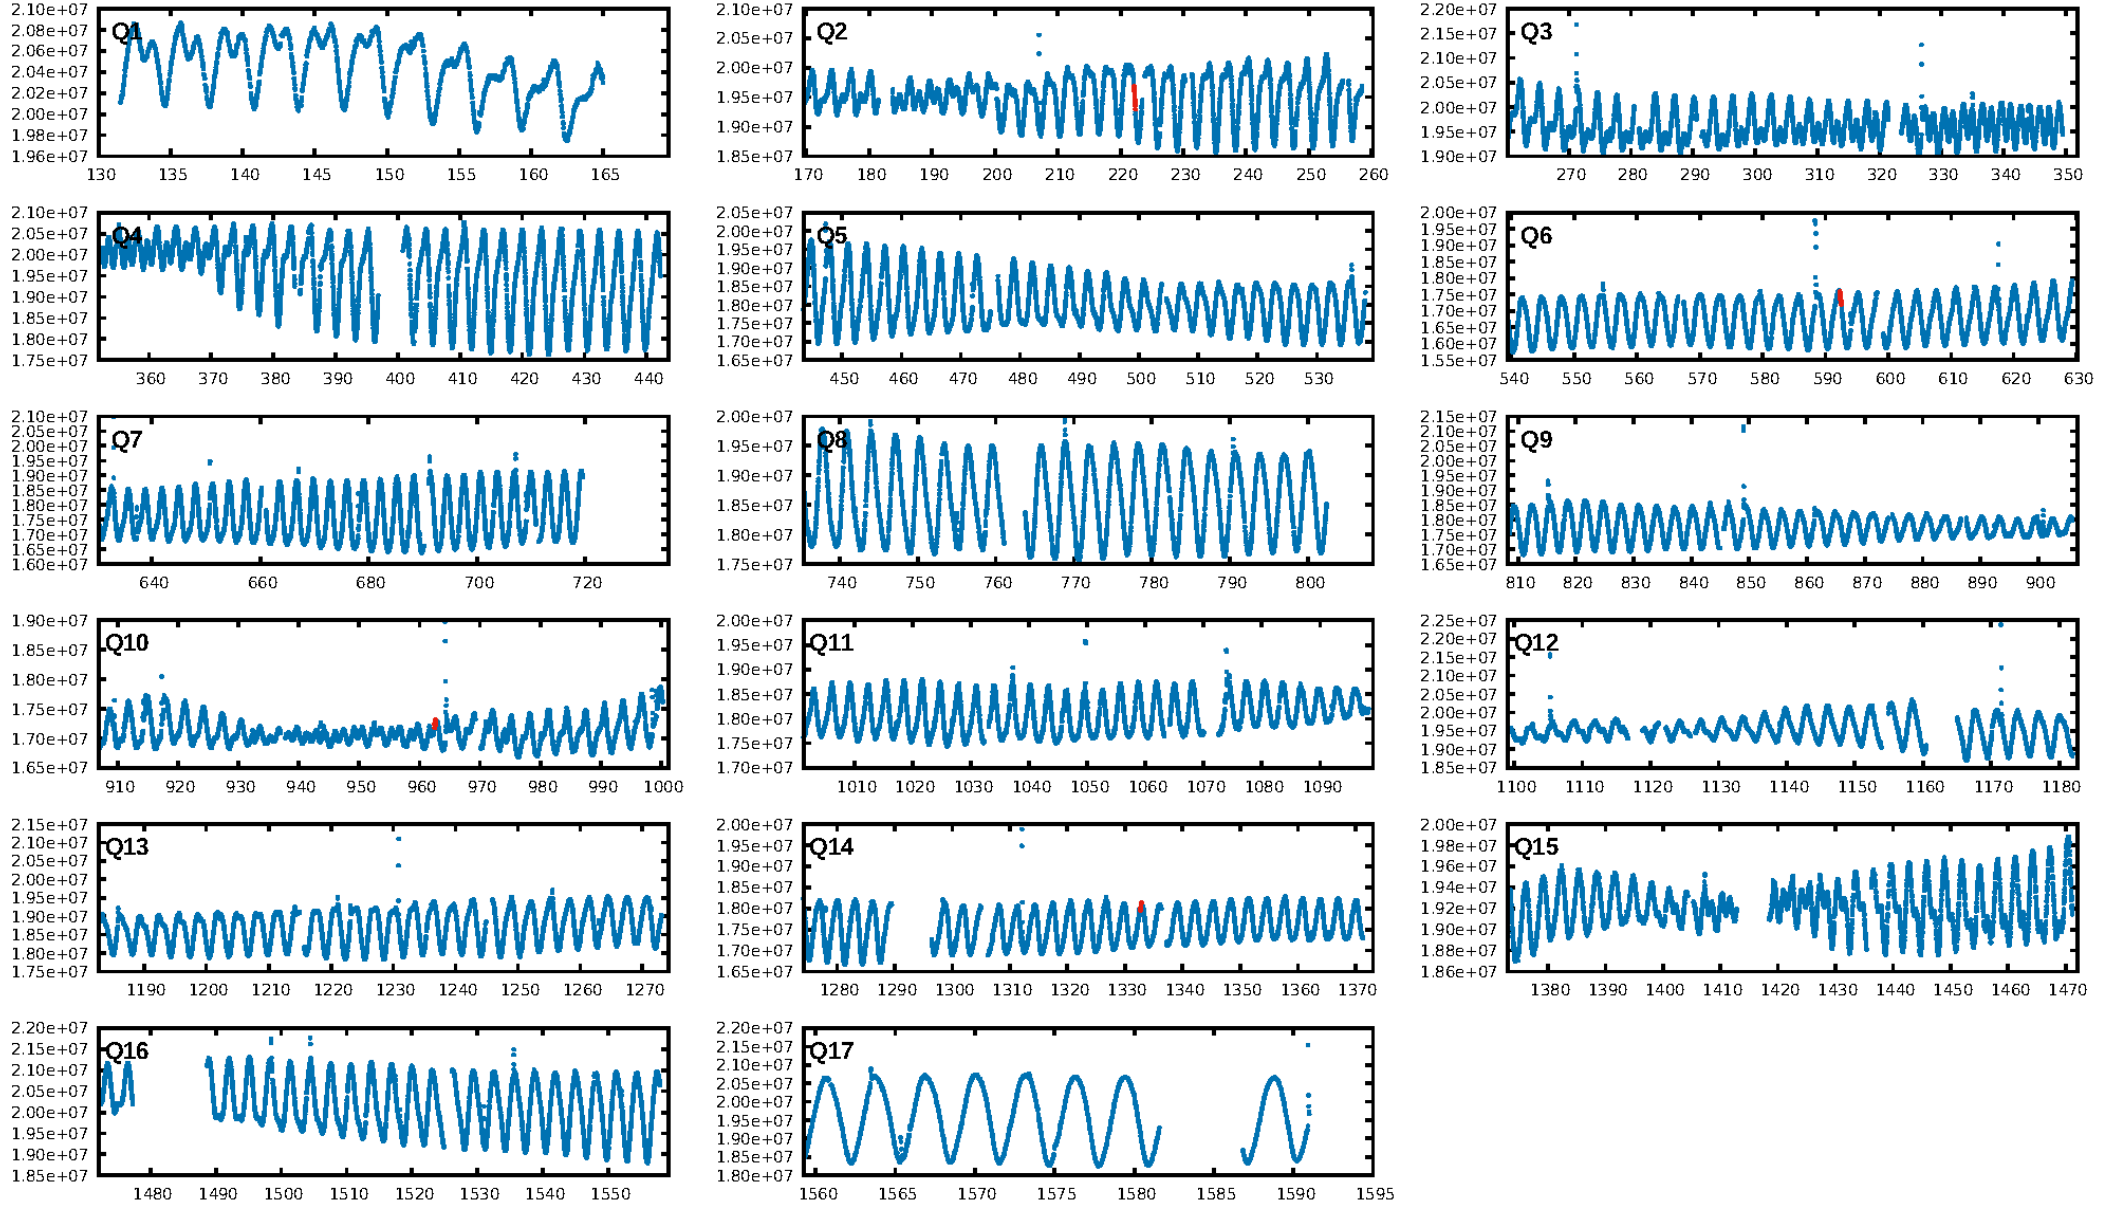 2.10e+07
2.08e+07
2.06e+07
2.04e+07
2.02e+07
2.00e+07
1.98e+07
1.96e+07
Q1
130 135 140 145 150 155 160 165
2.10e+07
2.05e+07
2.00e+07
1.95e+07
1.90e+07
1.85e+07
Q2
170 180 190 200 210 220 230 240 250 260
2.20e+07
2.15e+07
2.10e+07
2.05e+07
2.00e+07
1.95e+07
1.90e+07
Q3
270 280 290 300 310 320 330 340 350
2.10e+07
2.05e+07
2.00e+07
1.95e+07
1.90e+07
1.85e+07
1.80e+07
1.75e+07
Q4
360 370 380 390 400 410 420 430 440
2.05e+07
2.00e+07
1.95e+07
1.90e+07
1.85e+07
1.80e+07
1.75e+07
1.70e+07
1.65e+07
Q5
450 460 470 480 490 500 510 520 530
2.00e+07
1.95e+07
1.90e+07
1.85e+07
1.80e+07
1.75e+07
1.70e+07
1.65e+07
1.60e+07
1.55e+07
Q6
540 550 560 570 580 590 600 610 620 630
2.10e+07
2.05e+07
2.00e+07
1.95e+07
1.90e+07
1.85e+07
1.80e+07
1.75e+07
1.70e+07
1.65e+07
1.60e+07
Q7
640 660 680 700 720
2.00e+07
1.95e+07
1.90e+07
1.85e+07
1.80e+07
1.75e+07
Q8
740 750 760 770 780 790 800
2.15e+07
2.10e+07
2.05e+07
2.00e+07
1.95e+07
1.90e+07
1.85e+07
1.80e+07
1.75e+07
1.70e+07
1.65e+07
Q9
810 820 830 840 850 860 870 880 890 900
1.90e+07
1.85e+07
1.80e+07
1.75e+07
1.70e+07
1.65e+07
Q10
910 920 930 940 950 960 970 980 990 1000
2.00e+07
1.95e+07
1.90e+07
1.85e+07
1.80e+07
1.75e+07
1.70e+07
Q11
1010 1020 1030 1040 1050 1060 1070 1080 1090
2.25e+07
2.20e+07
2.15e+07
2.10e+07
2.05e+07
2.00e+07
1.95e+07
1.90e+07
1.85e+07
Q12
1100 1110 1120 1130 1140 1150 1160 1170 1180
2.15e+07
2.10e+07
2.05e+07
2.00e+07
1.95e+07
1.90e+07
1.85e+07
1.80e+07
1.75e+07
Q13
1190 1200 1210 1220 1230 1240 1250 1260 1270
2.00e+07
1.95e+07
1.90e+07
1.85e+07
1.80e+07
1.75e+07
1.70e+07
1.65e+07
Q14
1280 1290 1300 1310 1320 1330 1340 1350 1360 1370
2.00e+07
1.98e+07
1.96e+07
1.94e+07
1.92e+07
1.90e+07
1.88e+07
1.86e+07
Q15
1380 1390 1400 1410 1420 1430 1440 1450 1460 1470
2.20e+07
2.15e+07
2.10e+07
2.05e+07
2.00e+07
1.95e+07
1.90e+07
1.85e+07
Q16
1480 1490 1500 1510 1520 1530 1540 1550
2.20e+07
2.15e+07
2.10e+07
2.05e+07
2.00e+07
1.95e+07
1.90e+07
1.85e+07
1.80e+07
Q17
1560 1565 1570 1575 1580 1585 1590 1595